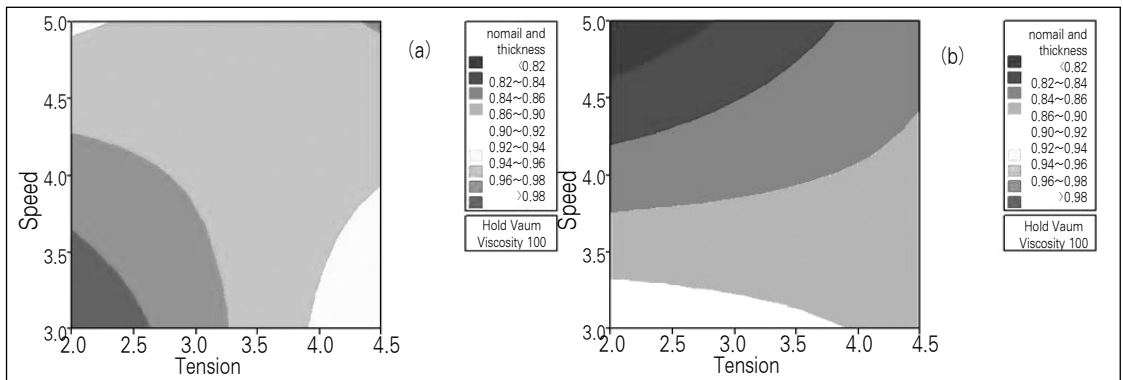 5.0
4.5
4.0
3.5
3.0
2.0 2.5 3.0 3.5 4.0 4.5
Speed
Tension
(a)
nomail and
thickness
〈0.82
0.82~0.84
0.84~0.86
0.86~0.90
0.90~0.92
0.92~0.94
0.94~0.96
0.96~0.98
〉0.98
Hold Vaum
Viscosity 100
5.0
4.5
4.0
3.5
3.0
2.0 2.5 3.0 3.5 4.0 4.5
Speed
Tension
(b)
nomail and
thickness
〈0.82
0.82~0.84
0.84~0.86
0.86~0.90
0.90~0.92
0.92~0.94
0.94~0.96
0.96~0.98
〉0.98
Hold Vaum
Viscosity 100